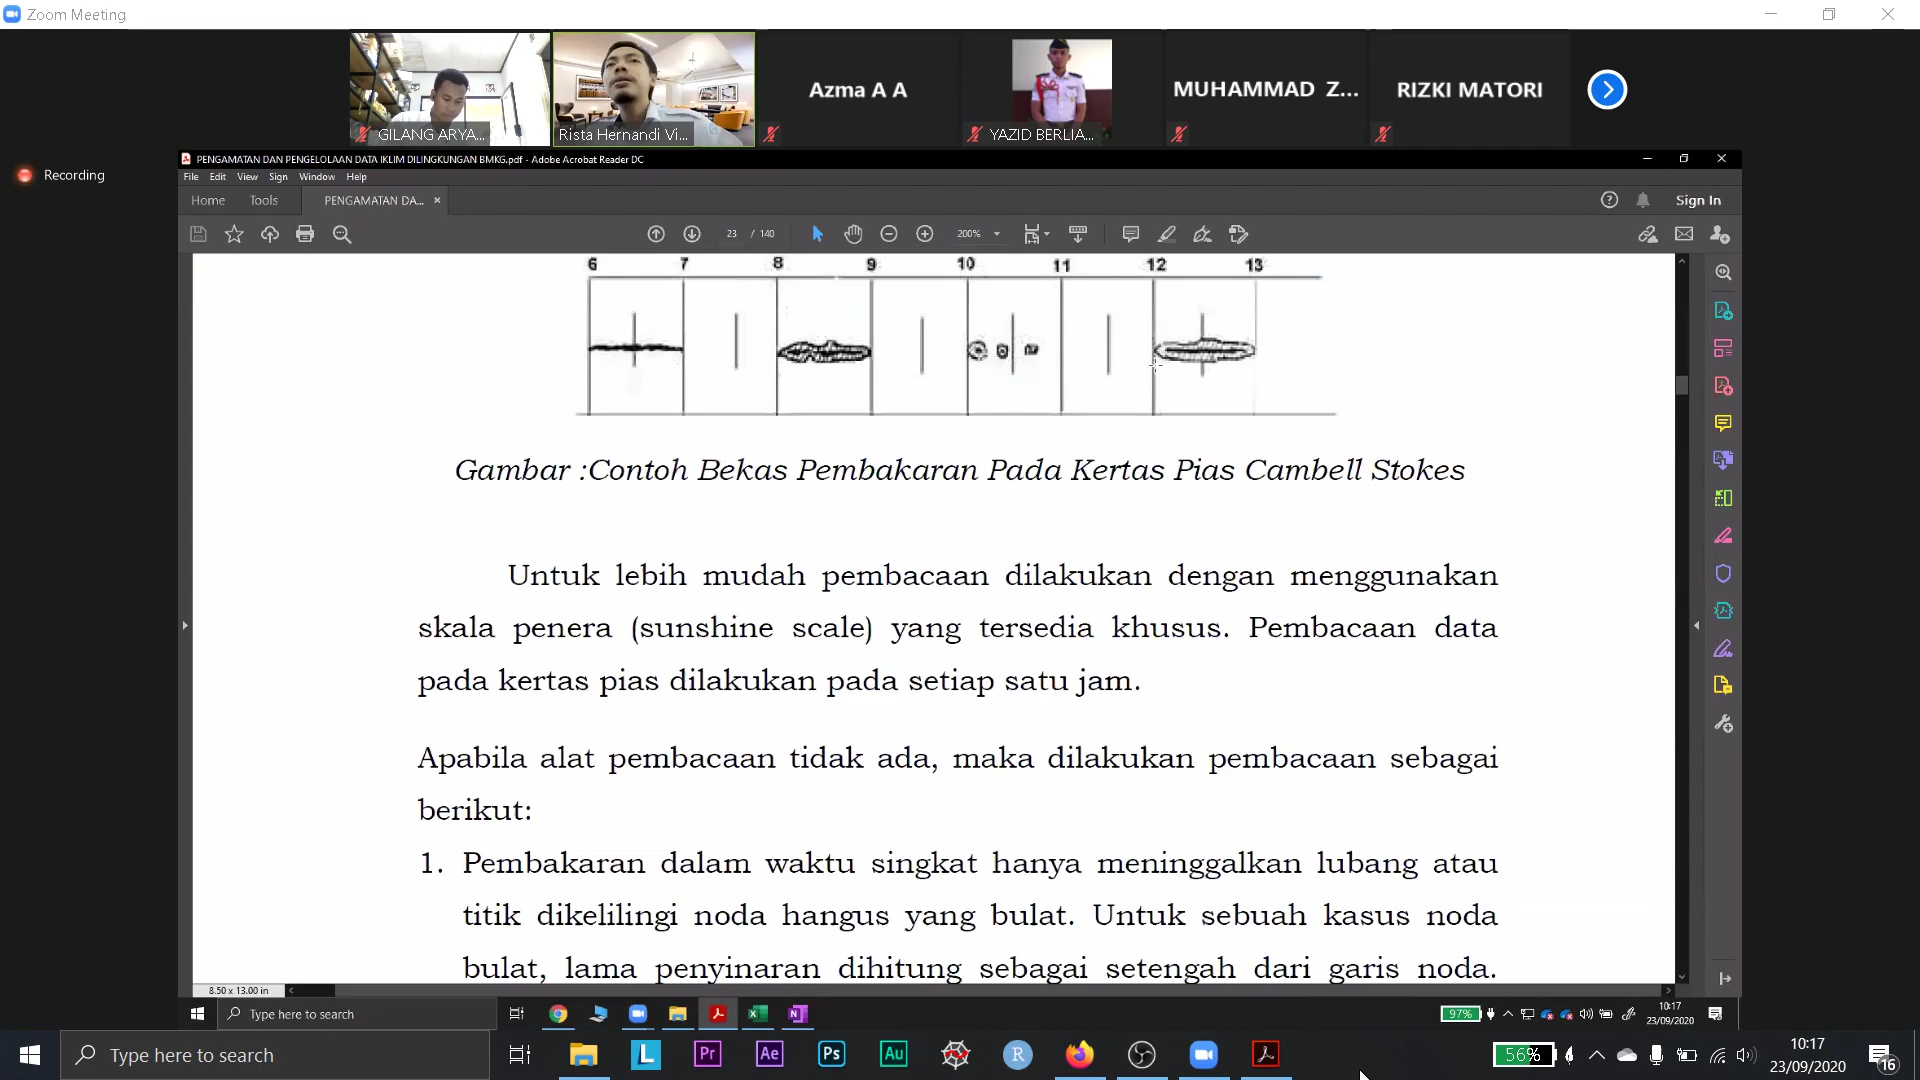 Zoom Meeting
GILANG ARYA...
Rista Hernandi Vi...
Azma A A
YAZID BERLIA...
MUHAMMAD Z...
RIZKI MATORI
Recording
PENGAMATAN DAN PENGELOLAAN DATA IKLIM DILINGKUNGAN BMKG.pdf - Adobe Acrobat Reader DC
File Edit View Sign Window Help
Home Tools PENGAMATAN DA... × Sign In
23 / 140 200%
6 7 8 9 10 11 12 13
Gambar :Contoh Bekas Pembakaran Pada Kertas Pias Cambell Stokes
Untuk lebih mudah pembacaan dilakukan dengan menggunakan
skala penera (sunshine scale) yang tersedia khusus. Pembacaan data
pada kertas pias dilakukan pada setiap satu jam.
Apabila alat pembacaan tidak ada, maka dilakukan pembacaan sebagai
berikut:
1. Pembakaran dalam waktu singkat hanya meninggalkan lubang atau
titik dikelilingi noda hangus yang bulat. Untuk sebuah kasus noda
bulat, lama penyinaran dihitung sebagai setengah dari garis noda.
8.50 x 13.00 in
Type here to search
97%
10:17
23/09/2020
Type here to search
L Pr Ae Ps Au R
56%
10:17
23/09/2020
16